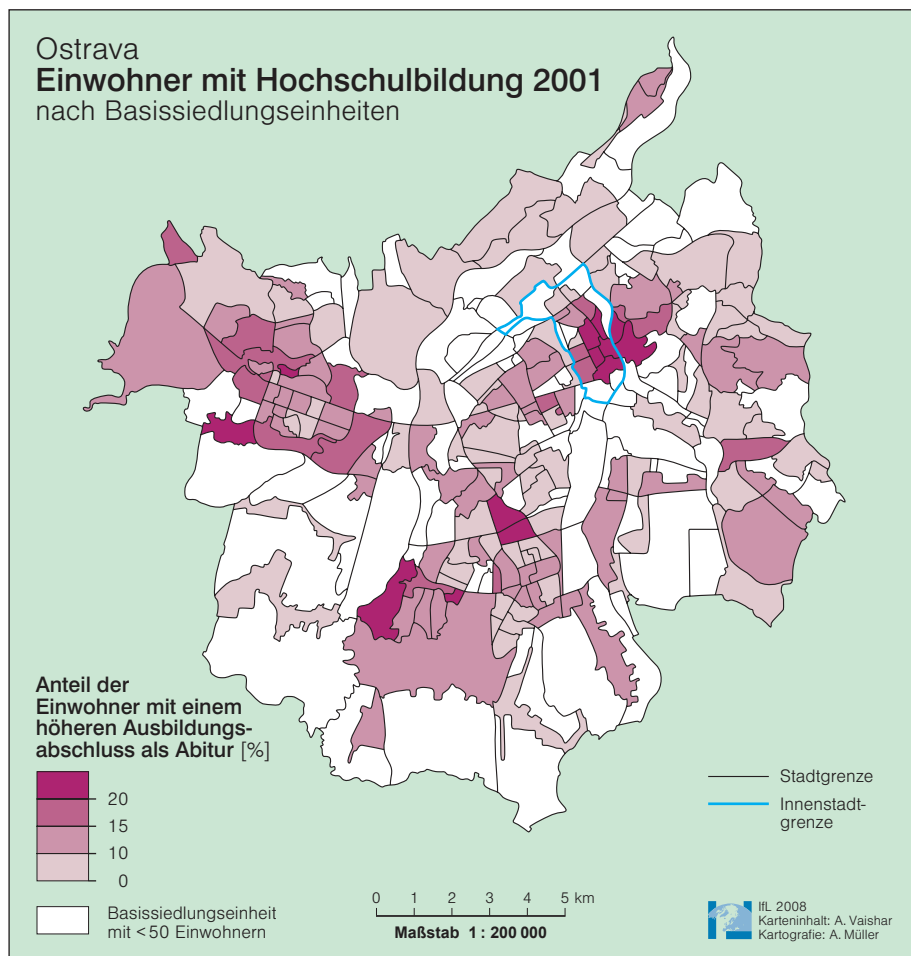 Ostrava
Einwohner mit Hochschulbildung 2001
nach Basissiedlungseinheiten
Anteil der
Einwohner mit einem
höheren Ausbildungs-
abschluss als Abitur [%]
20
15
10
0
Basissiedlungseinheit
mit <50 Einwohnern
0 1 2 3 4 5 km
Maßstab 1 : 200 000
Stadtgrenze
Innenstadt-
grenze
IfL 2008
Karteninhalt: A. Vaishar
Kartografie: A. Müller